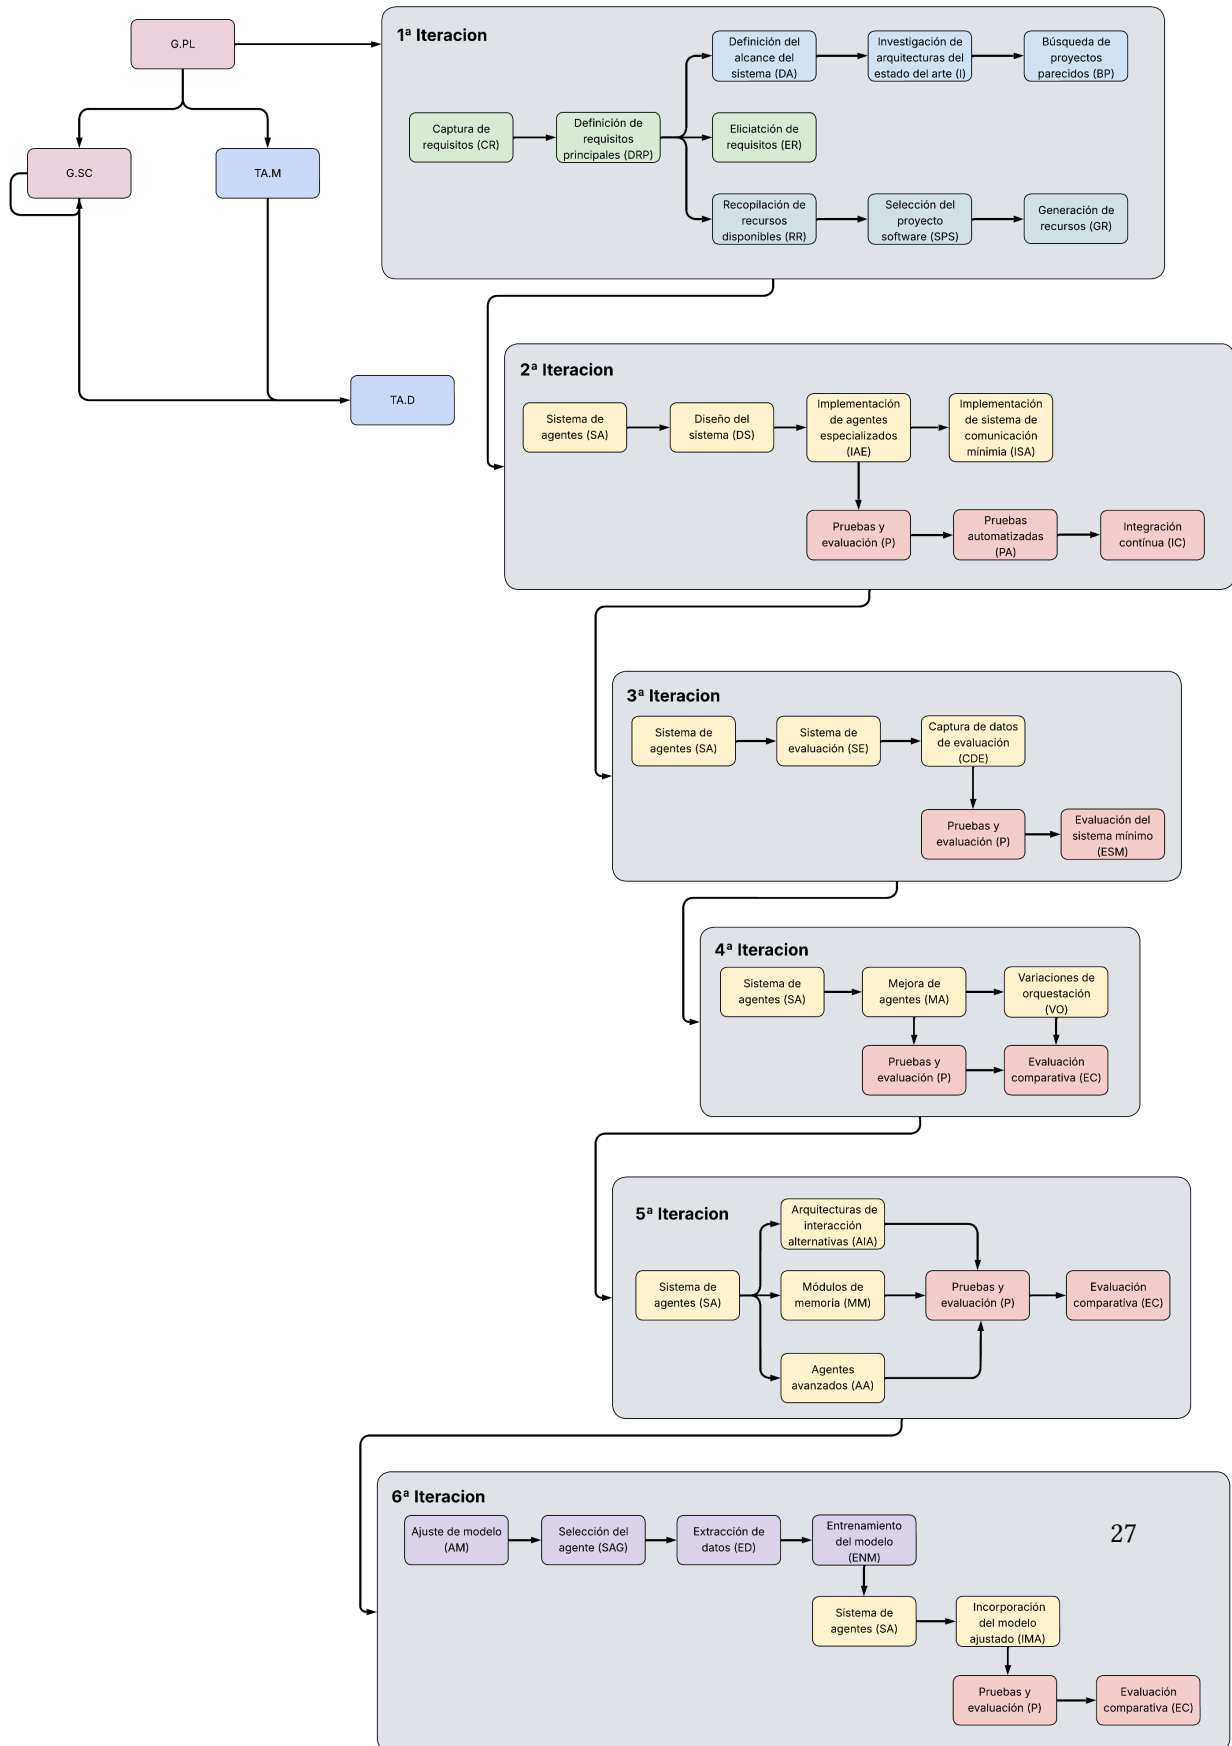 G.PL
G.SC
TA.M
TA.D
1ª Iteracion
Definición del
alcance del
sistema (DA)
Investigación de
arquitecturas del
estado del arte (I)
Búsqueda de
proyectos
parecidos (BP)
Captura de
requisitos (CR)
Definición de
requisitos
principales (DRP)
Eliciatción de
requisitos (ER)
Recopilación de
recursos
disponibles (RR)
Selección del
proyecto
software (SPS)
Generación de
recursos (GR)
2ª Iteracion
Sistema de
agentes (SA)
Diseño del
sistema (DS)
Implementación
de agentes
especializados
(IAE)
Implementación
de sistema de
comunicación
mínimia (ISA)
Pruebas y
evaluación (P)
Pruebas
automatizadas
(PA)
Integración
contínua (IC)
3ª Iteracion
Sistema de
agentes (SA)
Sistema de
evaluación (SE)
Captura de datos
de evaluación
(CDE)
Pruebas y
evaluación (P)
Evaluación del
sistema mínimo
(ESM)
4ª Iteracion
Sistema de
agentes (SA)
Mejora de
agentes (MA)
Variaciones de
orquestación
(VO)
Pruebas y
evaluación (P)
Evaluación
comparativa (EC)
5ª Iteracion
Arquitecturas de
interacción
alternativas (AIA)
Sistema de
agentes (SA)
Módulos de
memoria (MM)
Pruebas y
evaluación (P)
Evaluación
comparativa (EC)
Agentes
avanzados (AA)
6ª Iteracion
Ajuste de modelo
(AM)
Selección del
agente (SAG)
Extracción de
datos (ED)
Entrenamiento
del modelo
(ENM)
27
Sistema de
agentes (SA)
Incorporación
del modelo
ajustado (IMA)
Pruebas y
evaluación (P)
Evaluación
comparativa (EC)